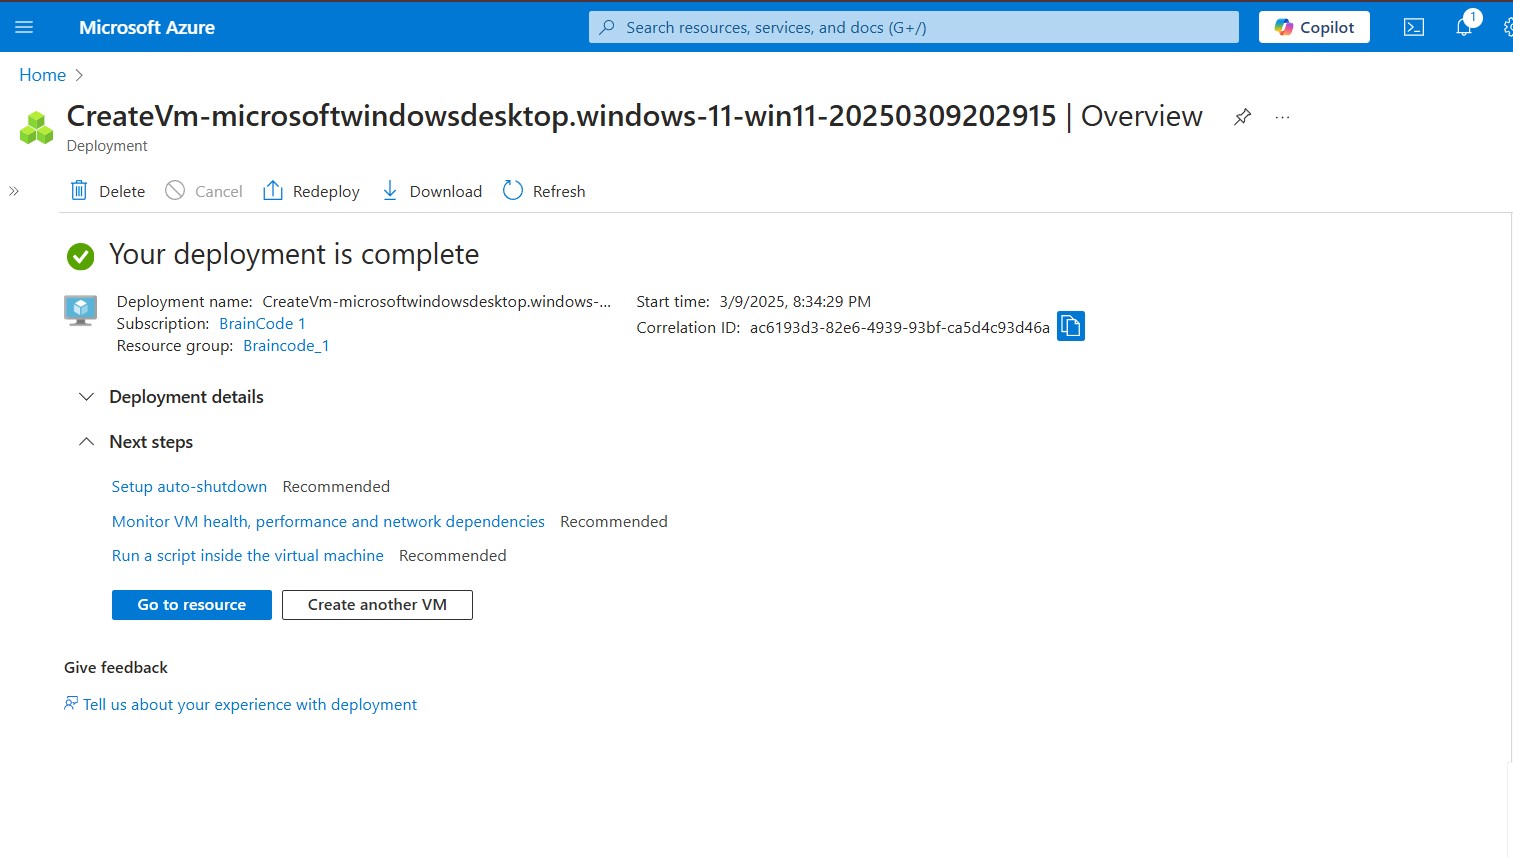 Microsoft Azure
Search resources, services, and docs (G+/)
Copilot
1
Home
CreateVm-microsoftwindowsdesktop.windows-11-win11-20250309202915 | Overview
Deployment
Delete
Cancel
Redeploy
Download
Refresh
Your deployment is complete
Deployment name: CreateVm-microsoftwindowsdesktop.windows-...
Subscription: BrainCode 1
Resource group: Braincode_1
Start time: 3/9/2025, 8:34:29 PM
Correlation ID: ac6193d3-82e6-4939-93bf-ca5d4c93d46a
Deployment details
Next steps
Setup auto-shutdown Recommended
Monitor VM health, performance and network dependencies Recommended
Run a script inside the virtual machine Recommended
Go to resource
Create another VM
Give feedback
Tell us about your experience with deployment